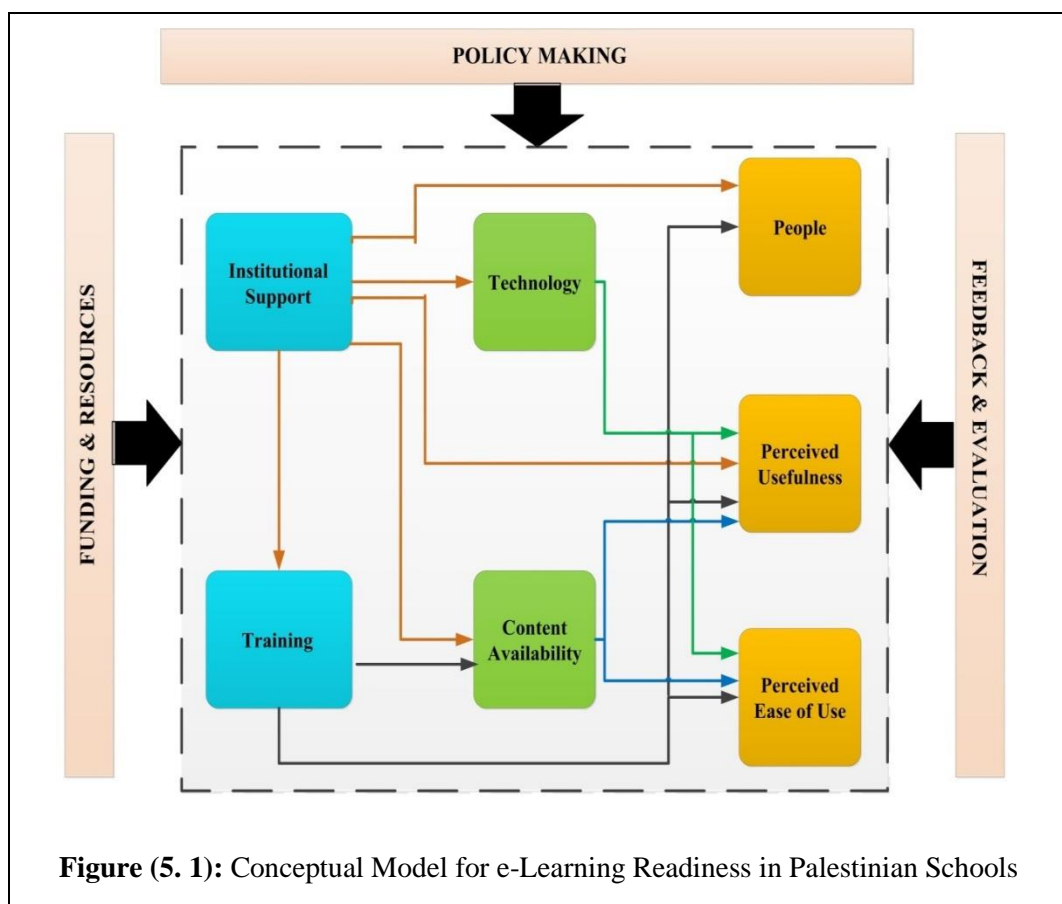 POLICY MAKING
FUNDING & RESOURCES
FEEDBACK & EVALUATION
Institutional
Support
Technology
People
Perceived
Usefulness
Training
Content
Availability
Perceived
Ease of Use
Figure (5. 1): Conceptual Model for e-Learning Readiness in Palestinian Schools